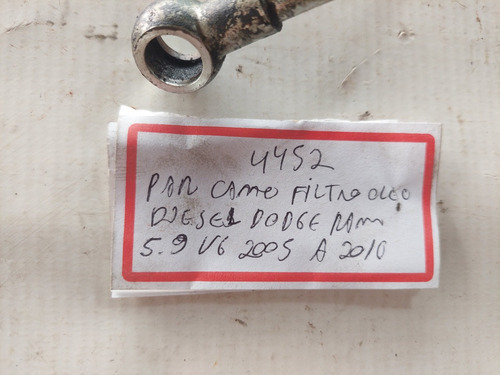 4452
PAR CANO FILTRO OLEO
DIESEL DODGE RAM
5.9 V6 2005 A 2010